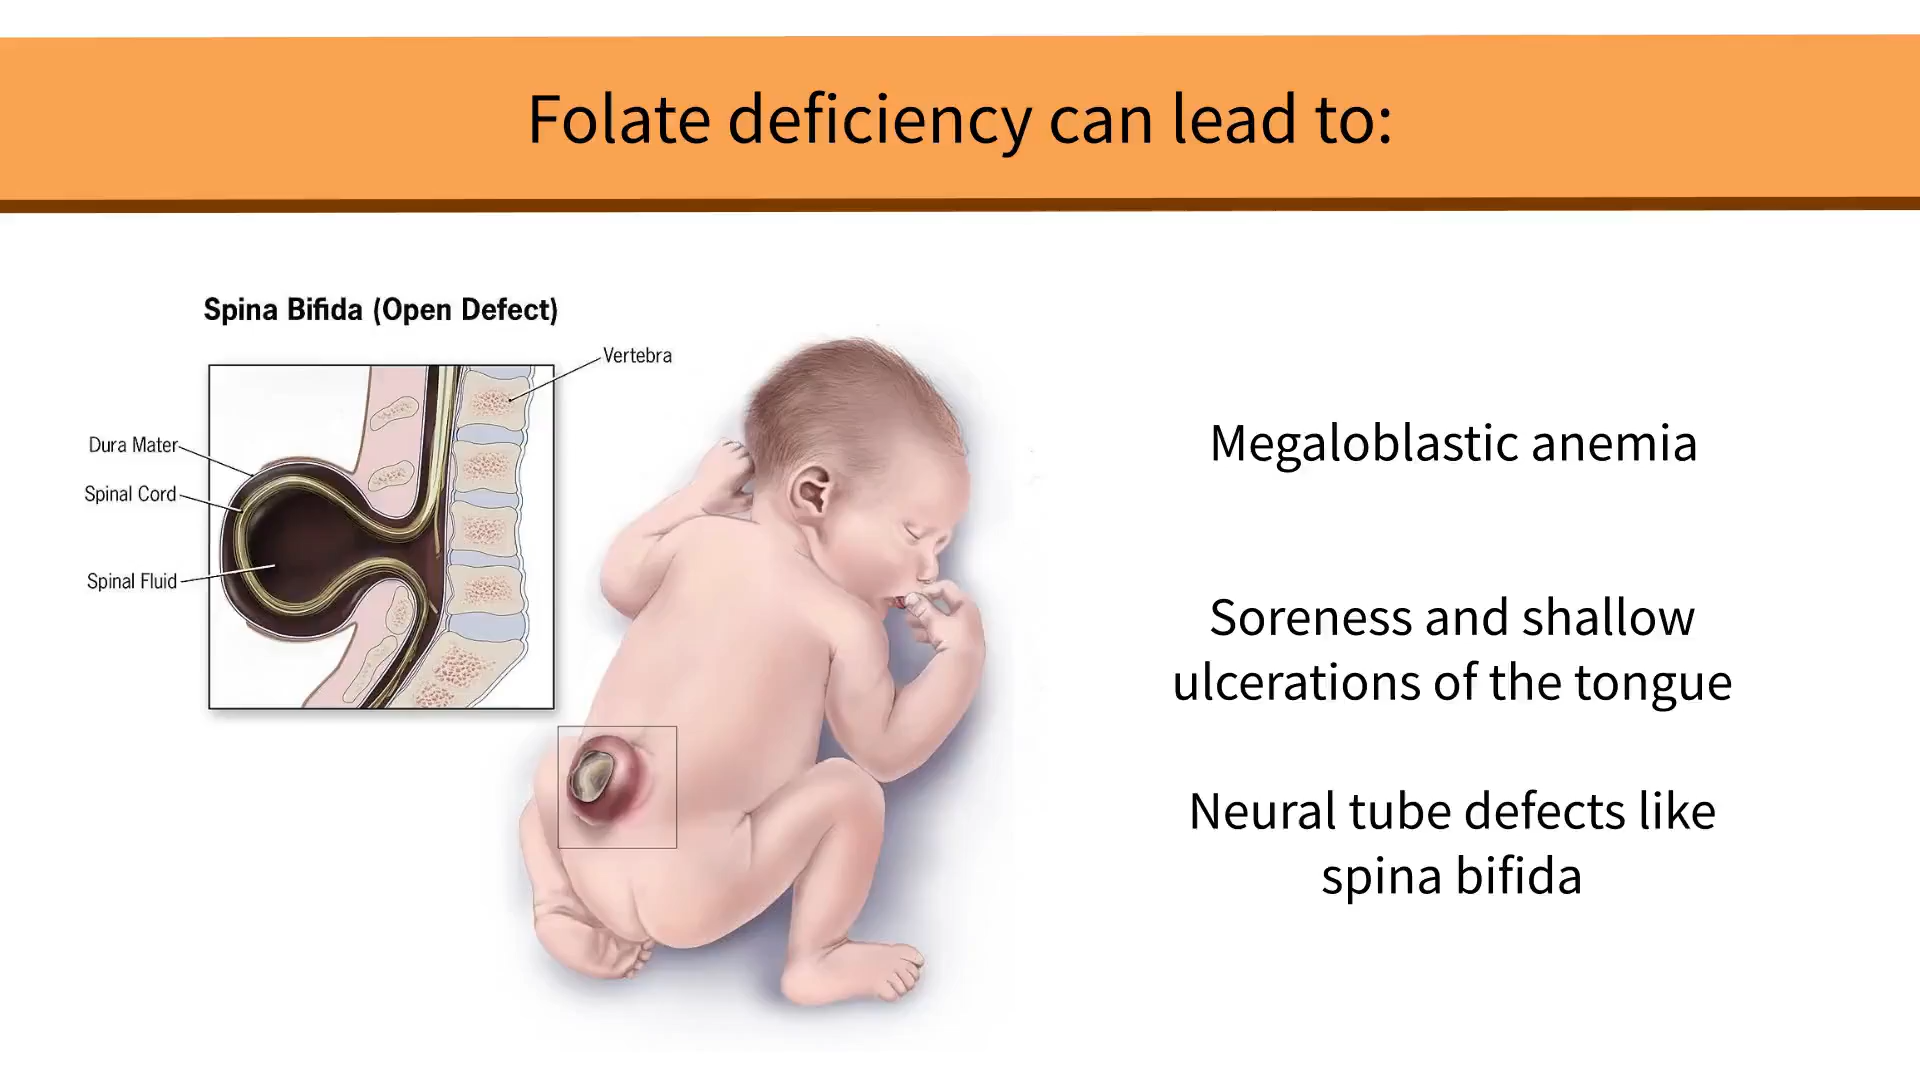 Folate deficiency can lead to:
Spina Bifida (Open Defect)
Vertebra
Dura Mater
Spinal Cord
Spinal Fluid
Megaloblastic anemia
Soreness and shallow
ulcerations of the tongue
Neural tube defects like
spina bifida